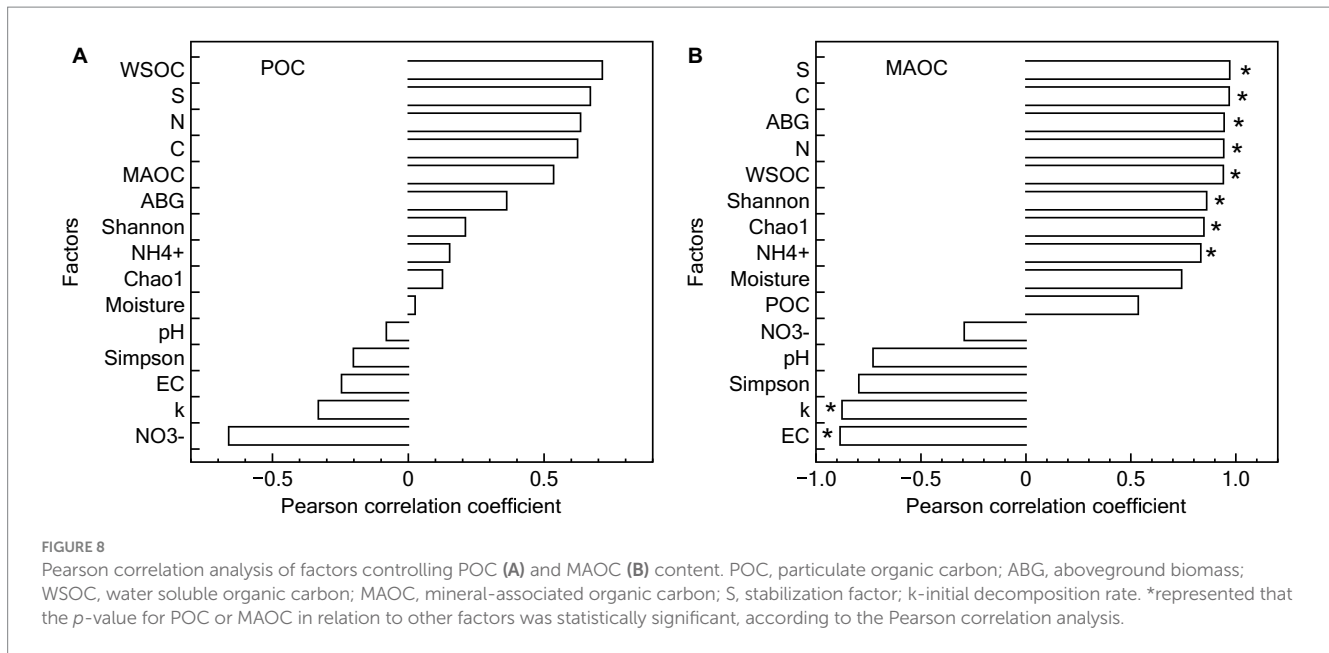 A
POC
WSOC
S
N
C
MAOC
ABG
Shannon
NH4+
Chao1
Moisture
pH
Simpson
EC
k
NO3-
Factors
−0.5 0 0.5
Pearson correlation coefficient
B
MAOC
S *
C *
ABG *
N *
WSOC *
Shannon *
Chao1 *
NH4+ *
Moisture
POC
NO3-
pH
Simpson
k *
EC *
Factors
−1.0 −0.5 0 0.5 1.0
Pearson correlation coefficient
FIGURE 8
Pearson correlation analysis of factors controlling POC (A) and MAOC (B) content. POC, particulate organic carbon; ABG, aboveground biomass;
WSOC, water soluble organic carbon; MAOC, mineral-associated organic carbon; S, stabilization factor; k-initial decomposition rate. *represented that
the p-value for POC or MAOC in relation to other factors was statistically significant, according to the Pearson correlation analysis.